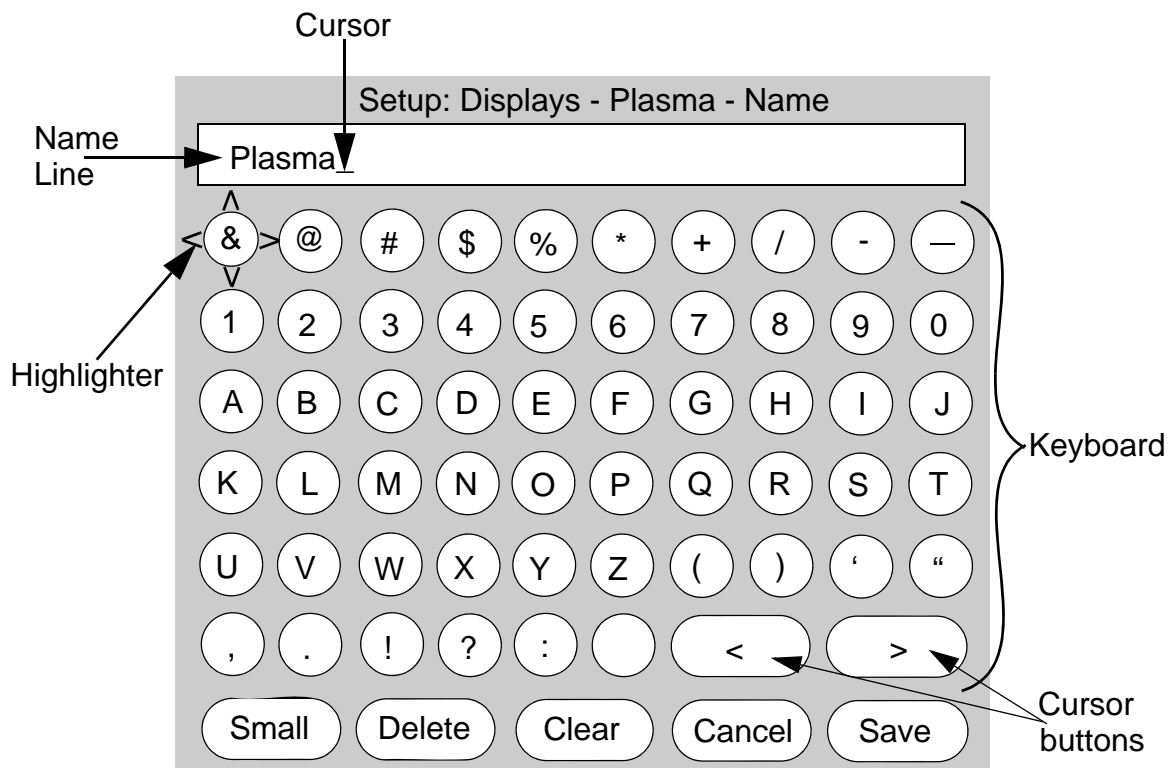 Cursor
Setup: Displays - Plasma - Name
Name
Line
Plasma_
& @ # $ % * + / - —
1 2 3 4 5 6 7 8 9 0
Highlighter
A B C D E F G H I J
Keyboard
K L M N O P Q R S T
U V W X Y Z ( ) ‘ “
, . ! ? : < >
Small Delete Clear Cancel Save
Cursor
buttons